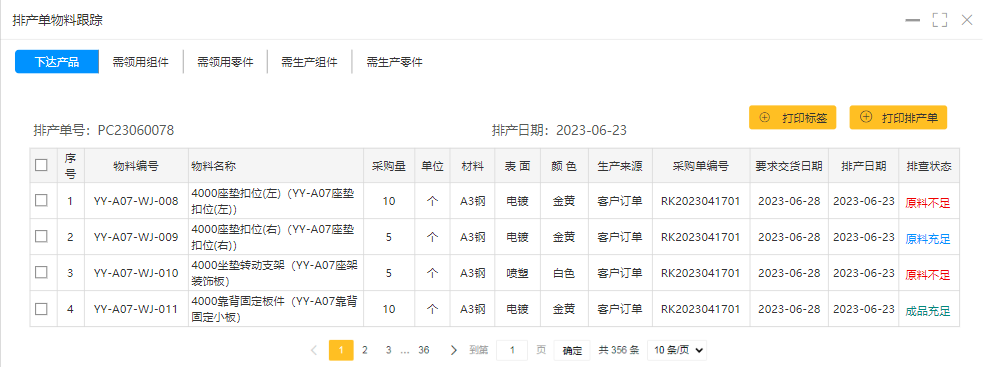 排产单物料跟踪
下达产品 需领用组件 需领用零件 需生产组件 需生产零件
打印标签 打印排产单
排产单号：PC23060078 排产日期：2023-06-23
序号 物料编号 物料名称 采购量 单位 材料 表 面 颜 色 生产来源 采购单编号 要求交货日期 排产日期 排查状态
1 YY-A07-WJ-008 4000座垫扣位(左)（YY-A07座垫扣位(左)） 10 个 A3钢 电镀 金黄 客户订单 RK2023041701 2023-06-28 2023-06-23 原料不足
2 YY-A07-WJ-009 4000座垫扣位(右)（YY-A07座垫扣位(右)） 5 个 A3钢 电镀 金黄 客户订单 RK2023041701 2023-06-28 2023-06-23 原料充足
3 YY-A07-WJ-010 4000坐垫转动支架（YY-A07座架装饰板） 5 个 A3钢 喷塑 白色 客户订单 RK2023041701 2023-06-28 2023-06-23 原料不足
4 YY-A07-WJ-011 4000靠背固定板件（YY-A07靠背固定小板） 10 个 A3钢 电镀 金黄 客户订单 RK2023041701 2023-06-28 2023-06-23 成品充足
1 2 3 ... 36 到第 1 页 确定 共 356 条 10 条/页